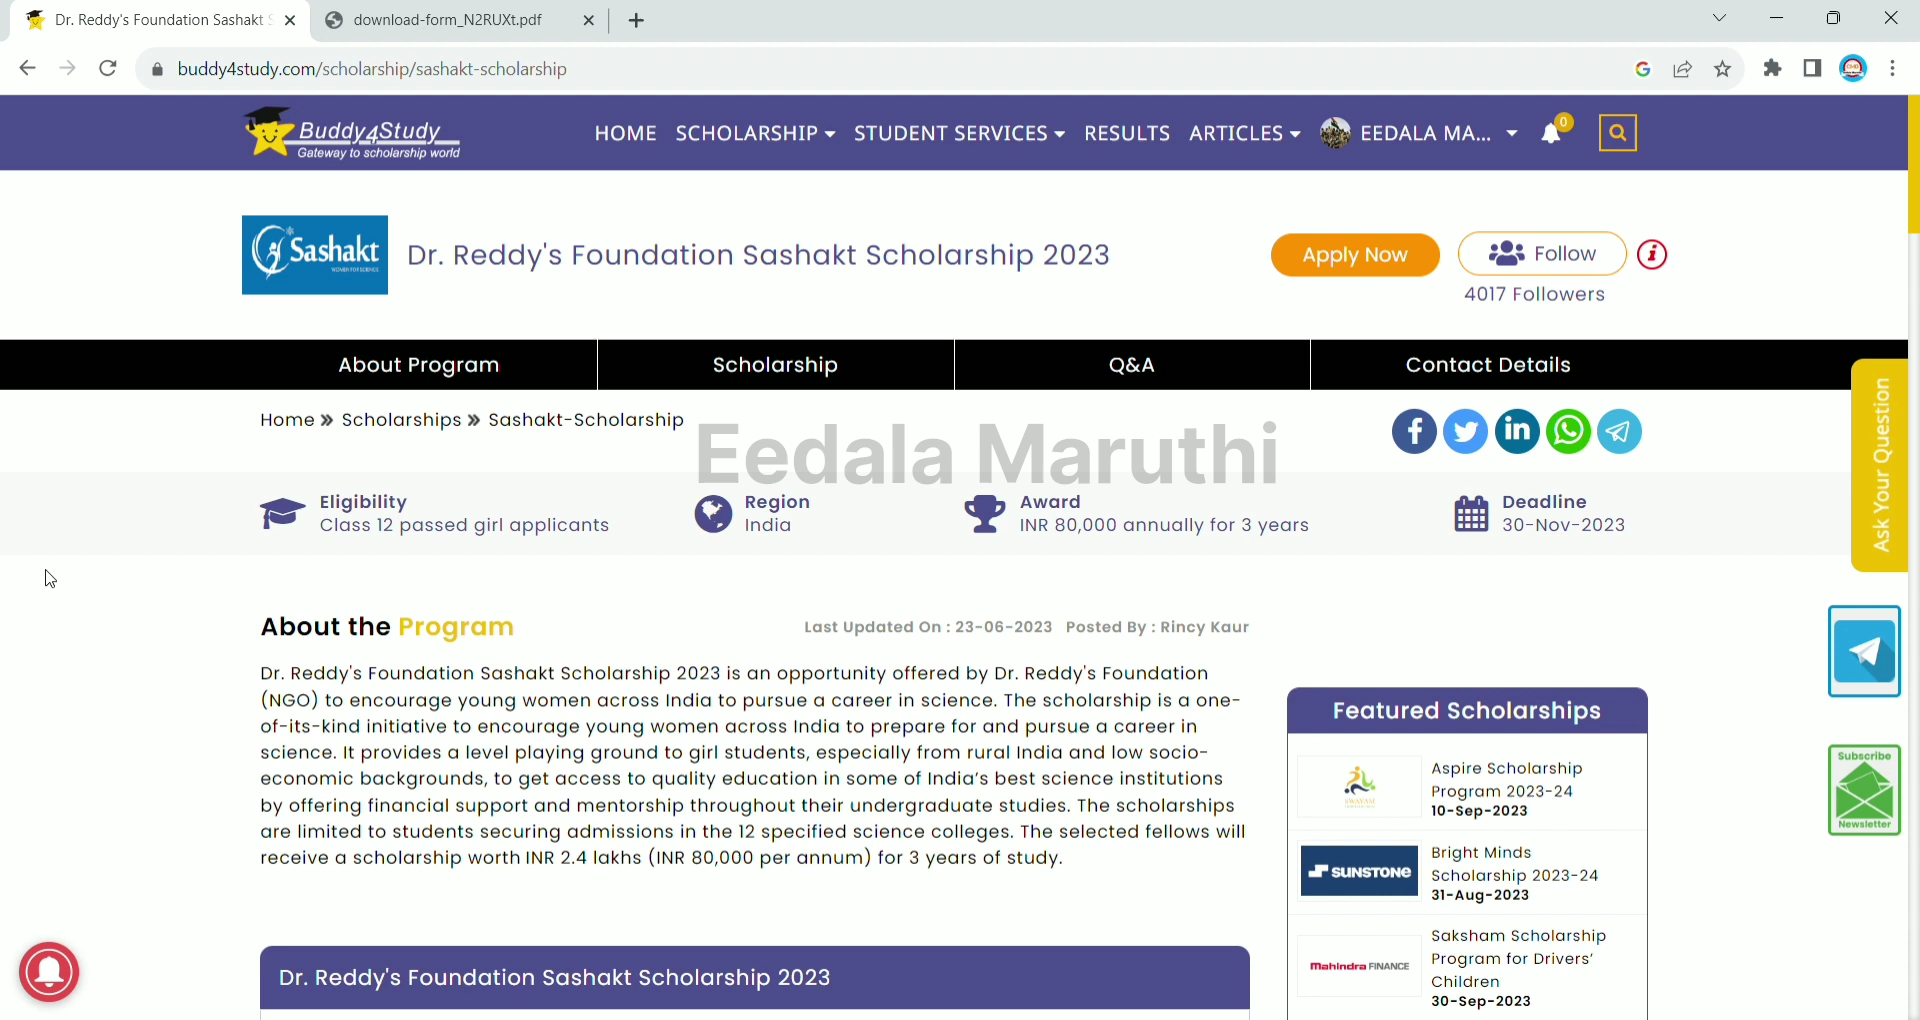 Dr. Reddy's Foundation Sashakt S
download-form_N2RUXt.pdf
buddy4study.com/scholarship/sashakt-scholarship
Buddy4Study
Gateway to scholarship world
HOME SCHOLARSHIP STUDENT SERVICES RESULTS ARTICLES EEDALA MA... 0
Sashakt
WOMEN FOR SCIENCE
Dr. Reddy's Foundation Sashakt Scholarship 2023
Apply Now
Follow
4017 Followers
About Program Scholarship Q&A Contact Details
Home » Scholarships » Sashakt-Scholarship
Eedala Maruthi
Ask Your Question
Eligibility
Class 12 passed girl applicants
Region
India
Award
INR 80,000 annually for 3 years
Deadline
30-Nov-2023
About the Program
Last Updated On : 23-06-2023 Posted By : Rincy Kaur
Dr. Reddy's Foundation Sashakt Scholarship 2023 is an opportunity offered by Dr. Reddy's Foundation
(NGO) to encourage young women across India to pursue a career in science. The scholarship is a one-
of-its-kind initiative to encourage young women across India to prepare for and pursue a career in
science. It provides a level playing ground to girl students, especially from rural India and low socio-
economic backgrounds, to get access to quality education in some of India's best science institutions
by offering financial support and mentorship throughout their undergraduate studies. The scholarships
are limited to students securing admissions in the 12 specified science colleges. The selected fellows will
receive a scholarship worth INR 2.4 lakhs (INR 80,000 per annum) for 3 years of study.
Dr. Reddy's Foundation Sashakt Scholarship 2023
Featured Scholarships
SWAYAM
Aspire Scholarship
Program 2023-24
10-Sep-2023
SUNSTONE
Bright Minds
Scholarship 2023-24
31-Aug-2023
Mahindra FINANCE
Saksham Scholarship
Program for Drivers'
Children
30-Sep-2023
Subscribe
Newsletter